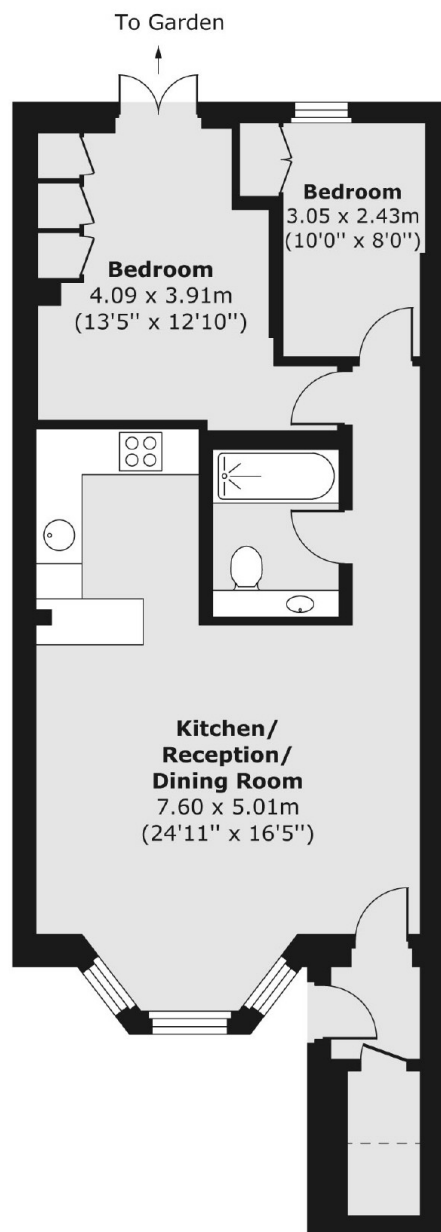 To Garden
Bedroom
3.05 x 2.43m
(10'0" x 8'0")
Bedroom
4.09 x 3.91m
(13'5" x 12'10")
Kitchen/
Reception/
Dining Room
7.60 x 5.01m
(24'11" x 16'5")